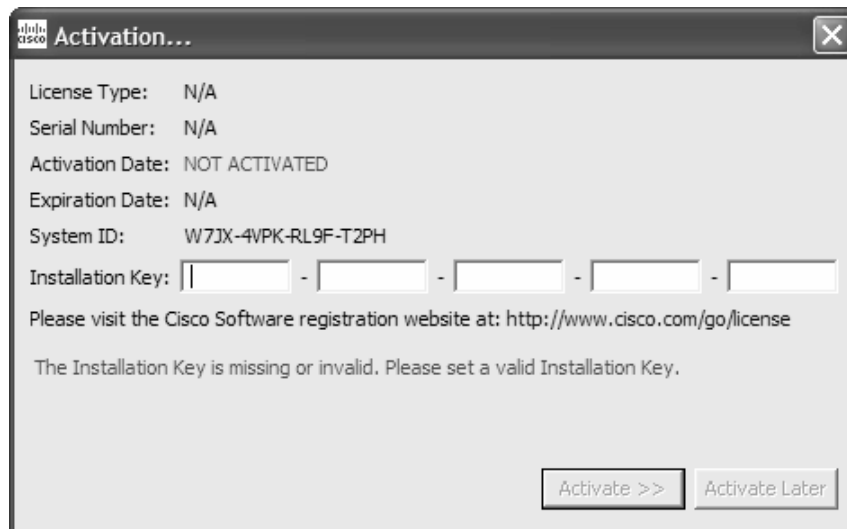 cisco Activation...
License Type: N/A
Serial Number: N/A
Activation Date: NOT ACTIVATED
Expiration Date: N/A
System ID: W7JX-4VPK-RL9F-T2PH
Installation Key: - - - -
Please visit the Cisco Software registration website at: http://www.cisco.com/go/license
The Installation Key is missing or invalid. Please set a valid Installation Key.
Activate >> Activate Later